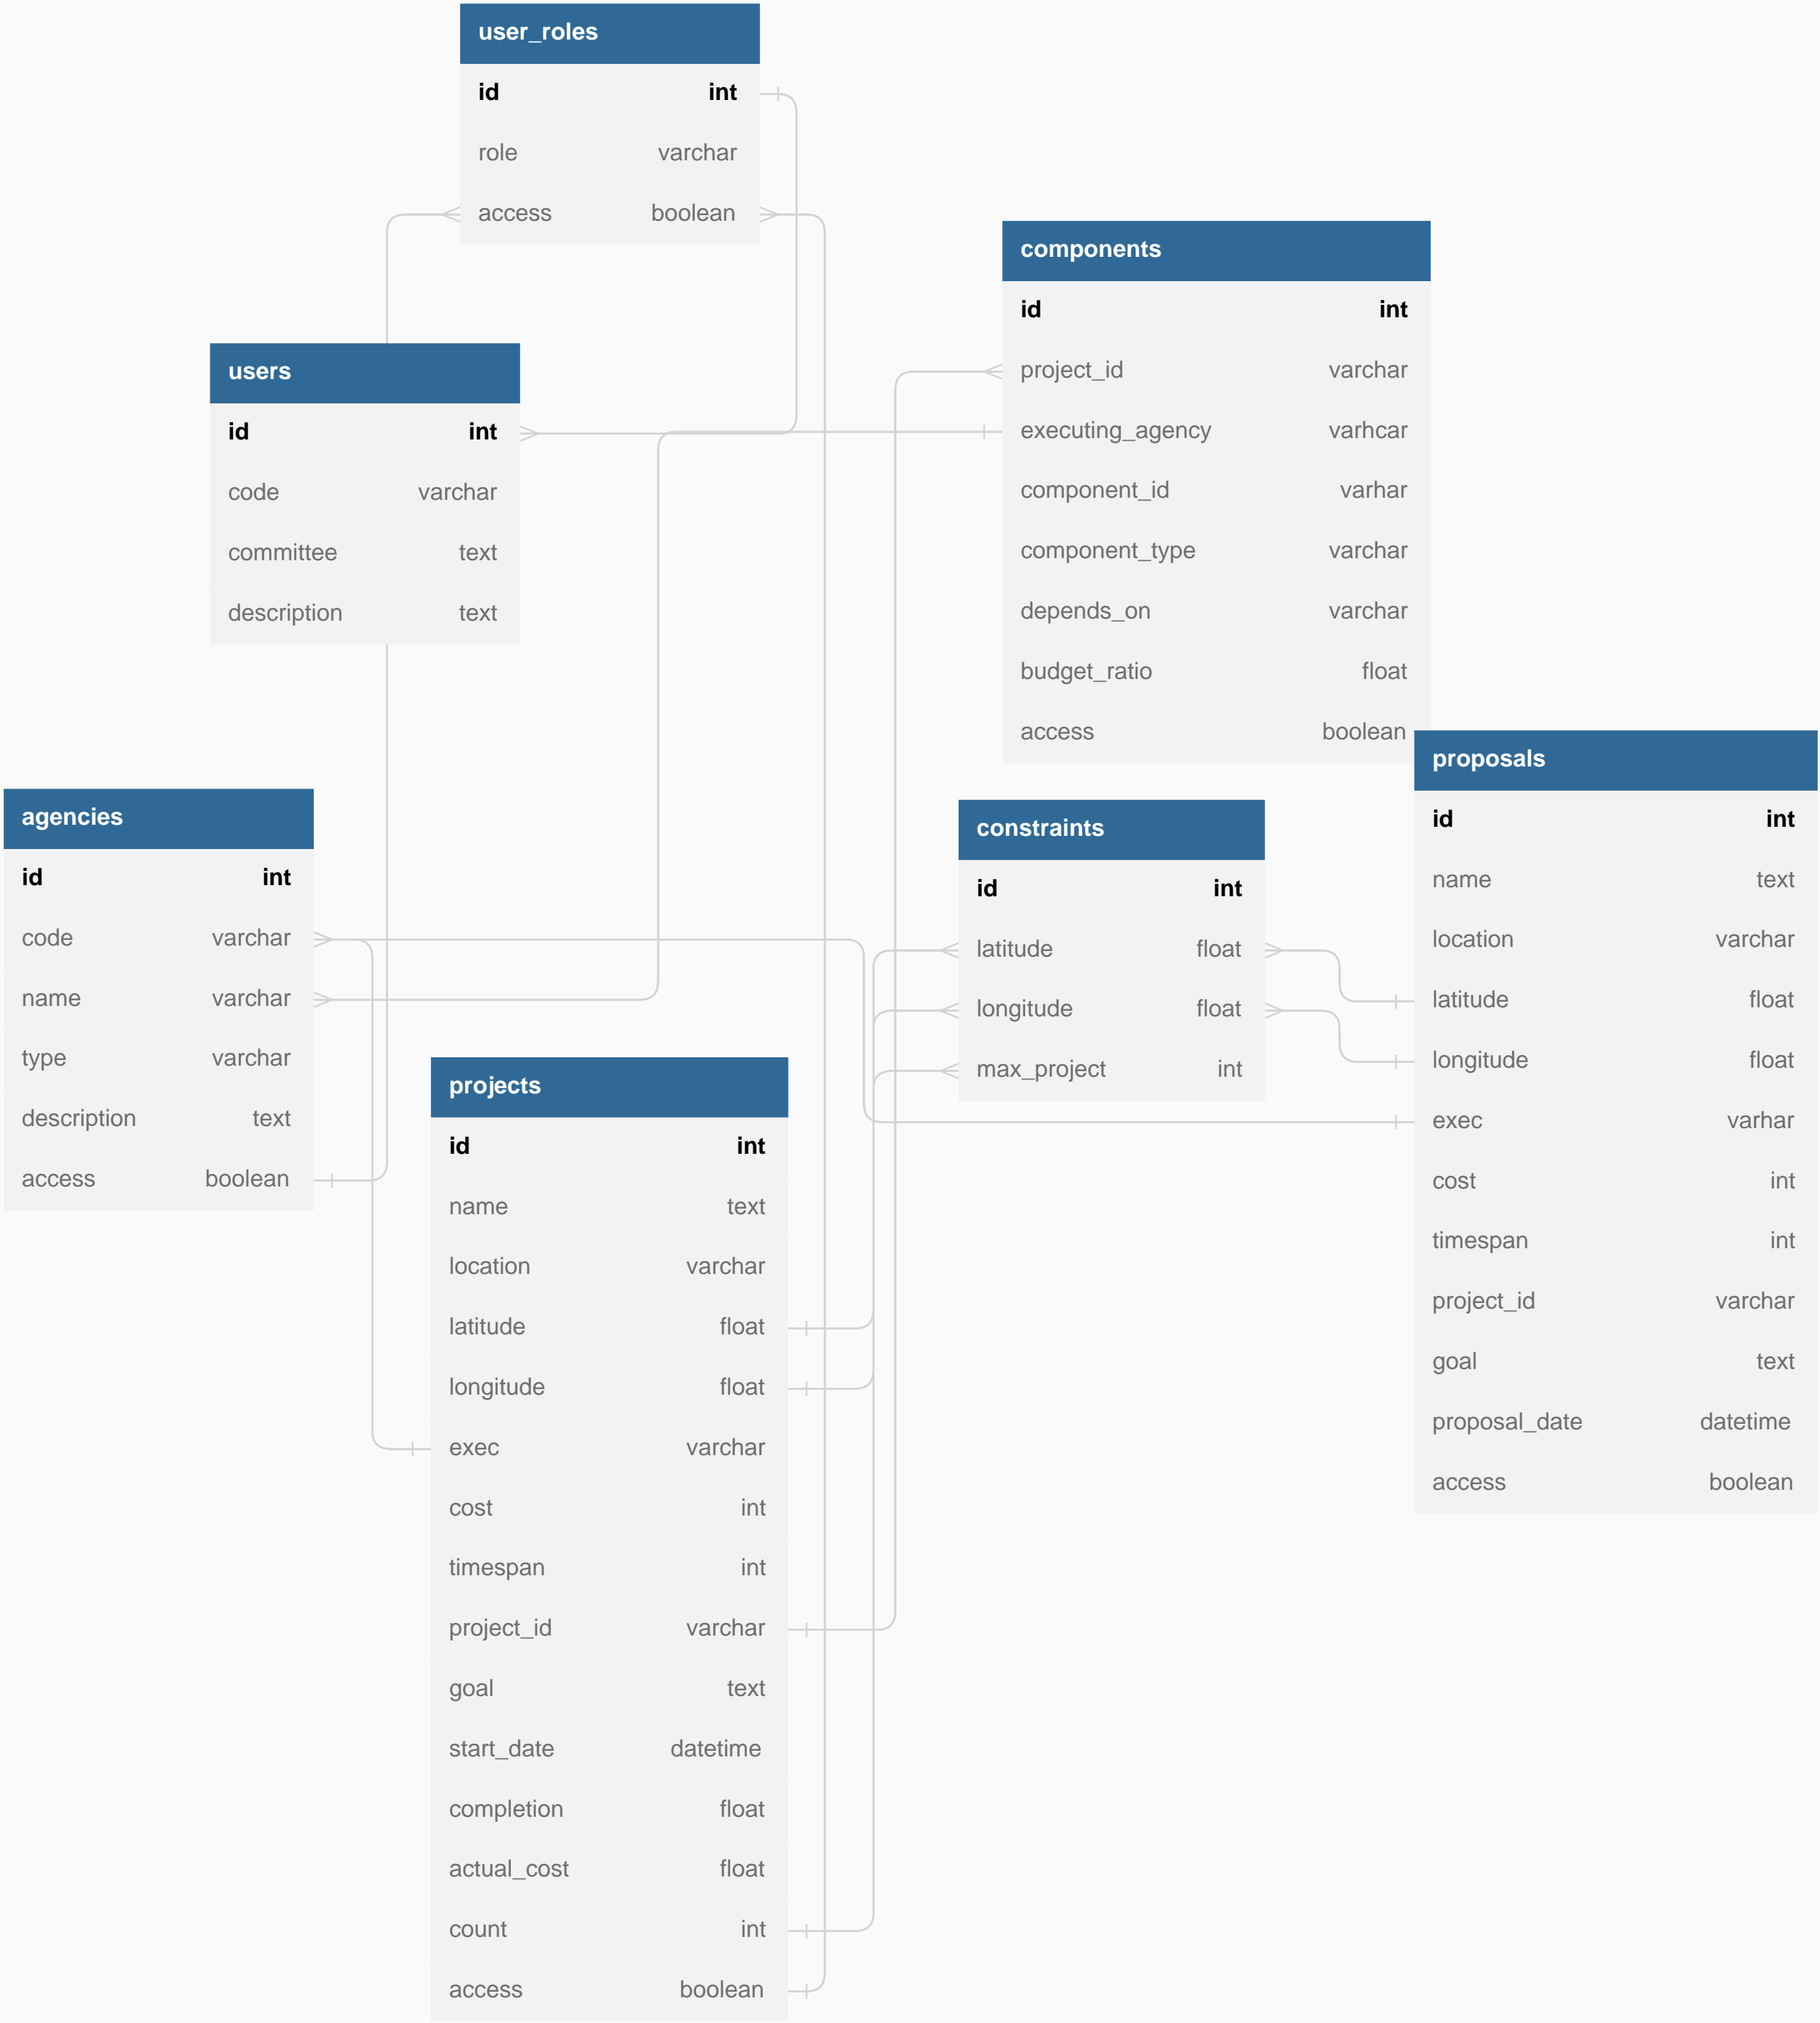 user_roles
id int
role varchar
access boolean
components
id int
project_id varchar
executing_agency varhcar
component_id varhar
component_type varchar
depends_on varchar
budget_ratio float
access boolean
users
id int
code varchar
committee text
description text
agencies
id int
code varchar
name varchar
type varchar
description text
access boolean
constraints
id int
latitude float
longitude float
max_project int
proposals
id int
name text
location varchar
latitude float
longitude float
exec varhar
cost int
timespan int
project_id varchar
goal text
proposal_date datetime
access boolean
projects
id int
name text
location varchar
latitude float
longitude float
exec varchar
cost int
timespan int
project_id varchar
goal text
start_date datetime
completion float
actual_cost float
count int
access boolean